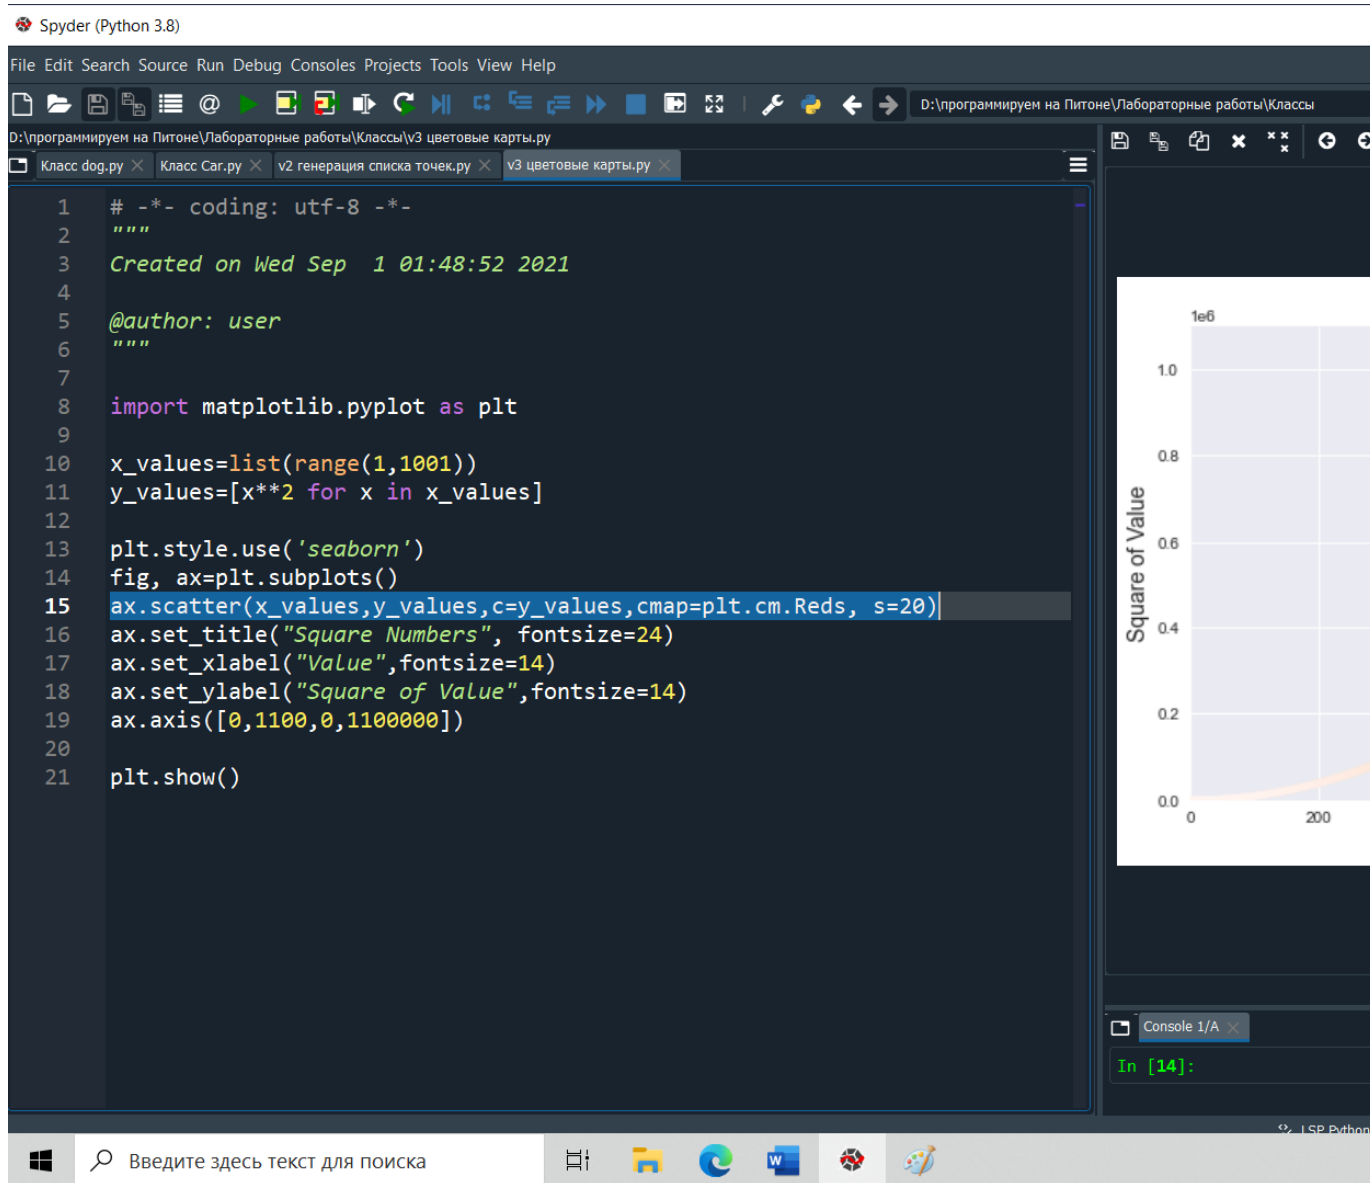 Spyder (Python 3.8)
File Edit Search Source Run Debug Consoles Projects Tools View Help
D:\программируем на Питоне\Лабораторные работы\Классы
D:\программируем на Питоне\Лабораторные работы\Классы\v3 цветовые карты.py
Класс dog.py Класс Car.py v2 генерация списка точек.py v3 цветовые карты.py
1 # -*- coding: utf-8 -*-
2 """
3 Created on Wed Sep  1 01:48:52 2021
4
5 @author: user
6 """
7
8 import matplotlib.pyplot as plt
9
10 x_values=list(range(1,1001))
11 y_values=[x**2 for x in x_values]
12
13 plt.style.use('seaborn')
14 fig, ax=plt.subplots()
15 ax.scatter(x_values,y_values,c=y_values,cmap=plt.cm.Reds, s=20)
16 ax.set_title("Square Numbers", fontsize=24)
17 ax.set_xlabel("Value",fontsize=14)
18 ax.set_ylabel("Square of Value",fontsize=14)
19 ax.axis([0,1100,0,1100000])
20
21 plt.show()
1e6
1.0
0.8
0.6
0.4
0.2
0.0
Square of Value
0 200
Console 1/A
In [14]:
LSP Python
Введите здесь текст для поиска